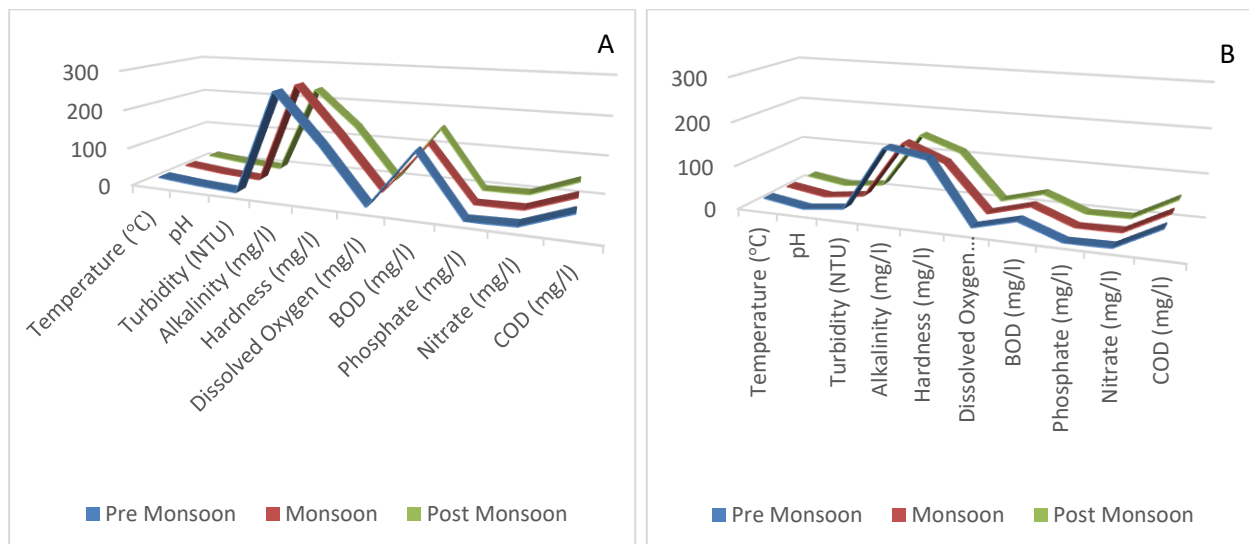 A
300
200
100
0
Temperature (°C)
pH
Turbidity (NTU)
Alkalinity (mg/l)
Hardness (mg/l)
Dissolved Oxygen (mg/l)
BOD (mg/l)
Phosphate (mg/l)
Nitrate (mg/l)
COD (mg/l)
Pre Monsoon Monsoon Post Monsoon
B
300
200
100
0
Temperature (°C)
pH
Turbidity (NTU)
Alkalinity (mg/l)
Hardness (mg/l)
Dissolved Oxygen...
BOD (mg/l)
Phosphate (mg/l)
Nitrate (mg/l)
COD (mg/l)
Pre Monsoon Monsoon Post Monsoon